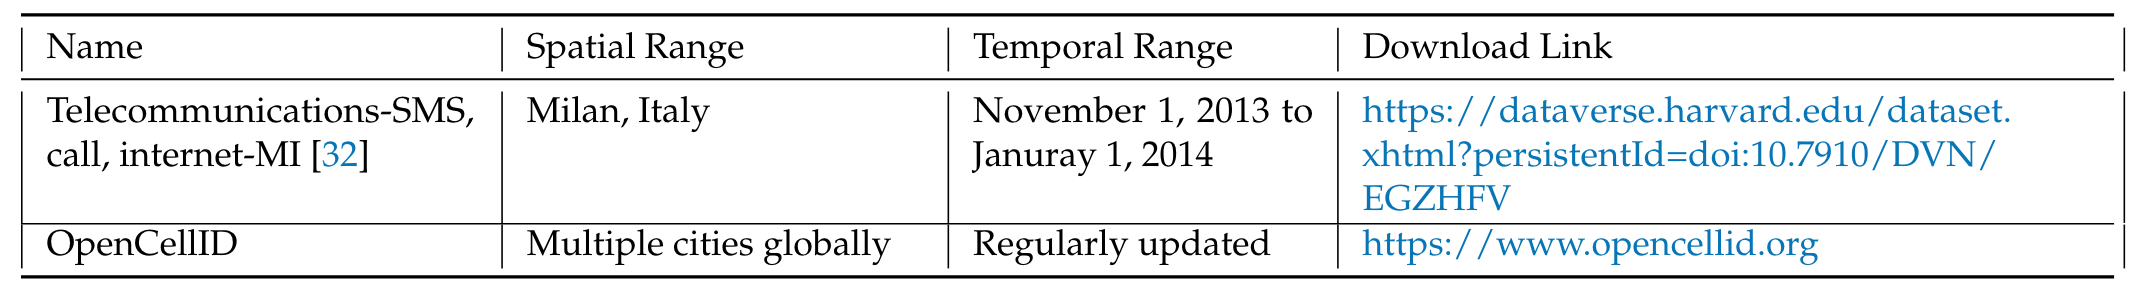 Name Spatial Range Temporal Range Download Link
Telecommunications-SMS, Milan, Italy November 1, 2013 to https://dataverse.harvard.edu/dataset.
call, internet-MI [32] Januray 1, 2014 xhtml?persistentId=doi:10.7910/DVN/
EGZHFV
OpenCellID Multiple cities globally Regularly updated https://www.opencellid.org